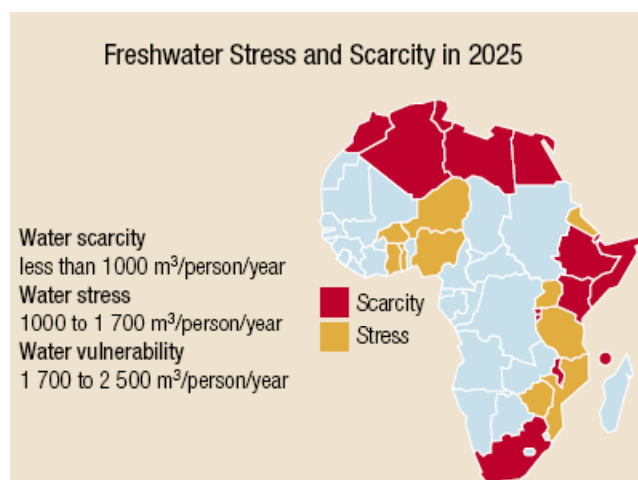 Freshwater Stress and Scarcity in 2025
Water scarcity
less than 1000 m³/person/year
Water stress
1000 to 1 700 m³/person/year
Water vulnerability
1 700 to 2 500 m³/person/year
Scarcity
Stress